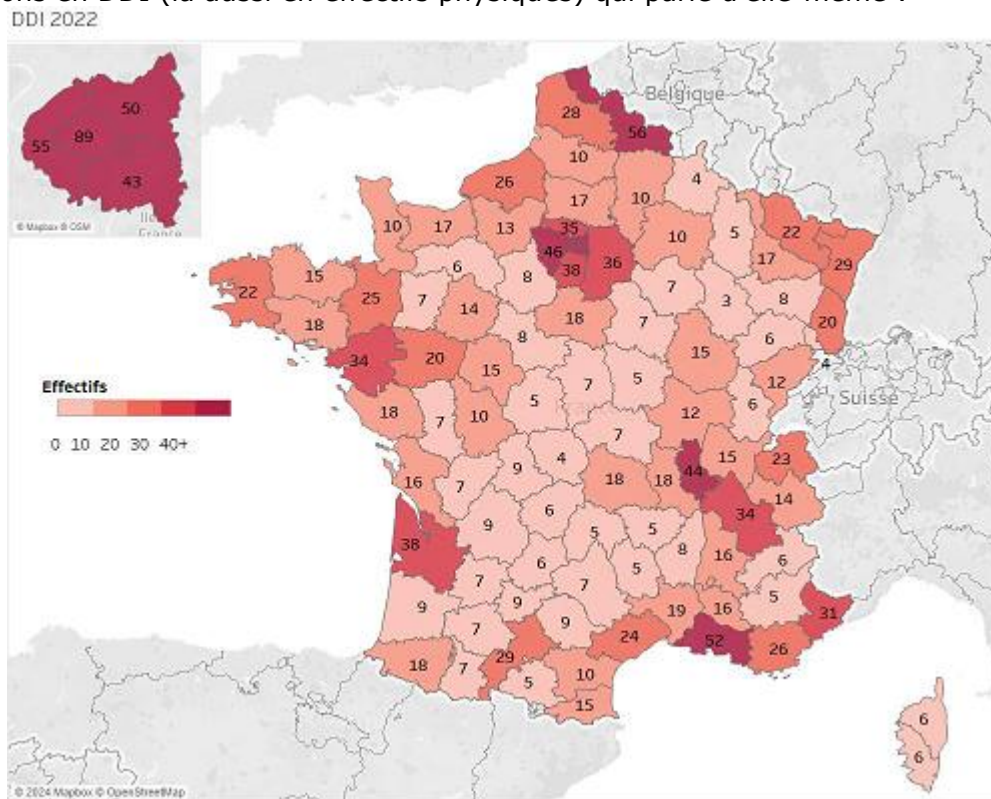 DDI 2022
50
55 89
43
© Mapbox © OSM
France
Belgique
28
56
10
4
26
10
17
10 17 13 35 10 5 22
46
36 17 29
6
38
15 8
22 25 7 8
18 7 14 18 3 20
8 7 6
34 20 15 4
15 12
Effectifs
7 5 Suisse
0 10 20 30 40+
18 5 6
7 10 12
7
4 15 23
9 44
16 7 18 18
14
6 34
9
38 5 5
8 16
6 6
7 7 5
9 9 5
19 16 31
7 9
24 52
29 26
18 7
5 10
15
6
6
© 2024 Mapbox © OpenStreetMap